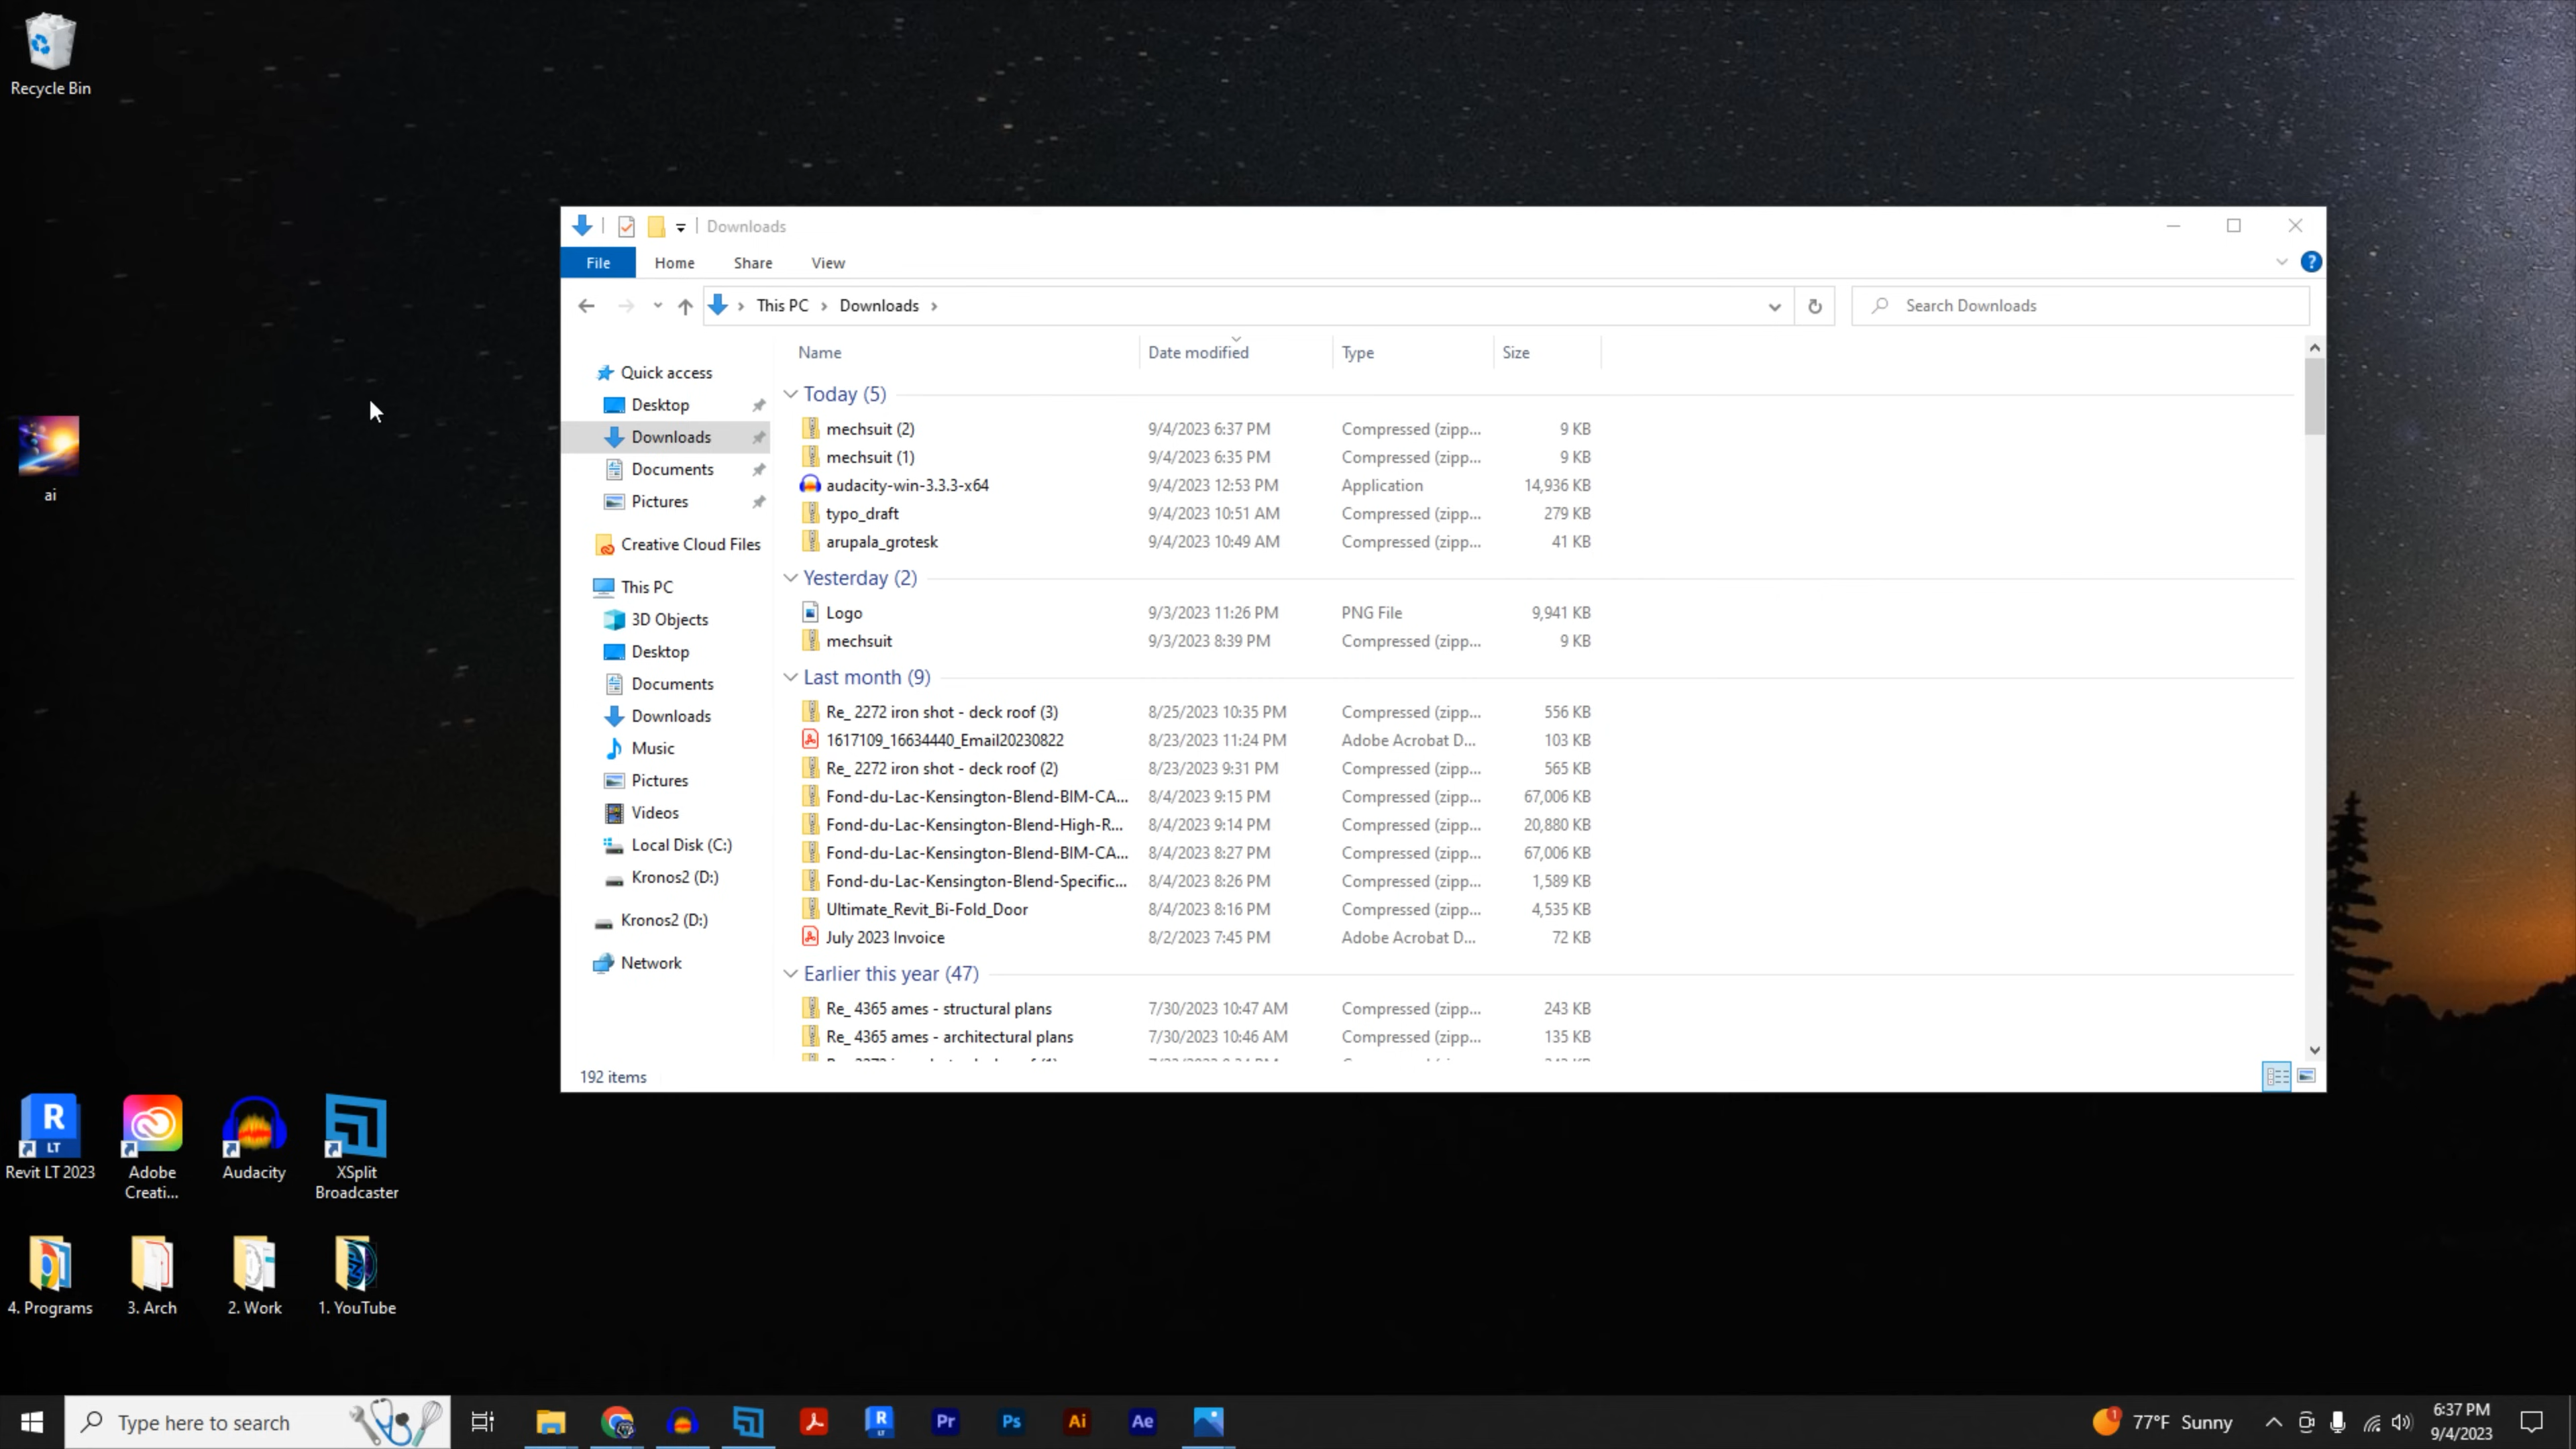 Recycle Bin
ai
Downloads
File Home Share View
This PC Downloads
Search Downloads
Name Date modified Type Size
Quick access
Desktop
Downloads
Documents
Pictures
Creative Cloud Files
This PC
3D Objects
Desktop
Documents
Downloads
Music
Pictures
Videos
Local Disk (C:)
Kronos2 (D:)
Kronos2 (D:)
Network
Today (5)
mechsuit (2) 9/4/2023 6:37 PM Compressed (zipp... 9 KB
mechsuit (1) 9/4/2023 6:35 PM Compressed (zipp... 9 KB
audacity-win-3.3.3-x64 9/4/2023 12:53 PM Application 14,936 KB
typo_draft 9/4/2023 10:51 AM Compressed (zipp... 279 KB
arupala_grotesk 9/4/2023 10:49 AM Compressed (zipp... 41 KB
Yesterday (2)
Logo 9/3/2023 11:26 PM PNG File 9,941 KB
mechsuit 9/3/2023 8:39 PM Compressed (zipp... 9 KB
Last month (9)
Re_ 2272 iron shot - deck roof (3) 8/25/2023 10:35 PM Compressed (zipp... 556 KB
1617109_16634440_Email20230822 8/23/2023 11:24 PM Adobe Acrobat D... 103 KB
Re_ 2272 iron shot - deck roof (2) 8/23/2023 9:31 PM Compressed (zipp... 565 KB
Fond-du-Lac-Kensington-Blend-BIM-CA... 8/4/2023 9:15 PM Compressed (zipp... 67,006 KB
Fond-du-Lac-Kensington-Blend-High-R... 8/4/2023 9:14 PM Compressed (zipp... 20,880 KB
Fond-du-Lac-Kensington-Blend-BIM-CA... 8/4/2023 8:27 PM Compressed (zipp... 67,006 KB
Fond-du-Lac-Kensington-Blend-Specific... 8/4/2023 8:26 PM Compressed (zipp... 1,589 KB
Ultimate_Revit_Bi-Fold_Door 8/4/2023 8:16 PM Compressed (zipp... 4,535 KB
July 2023 Invoice 8/2/2023 7:45 PM Adobe Acrobat D... 72 KB
Earlier this year (47)
Re_ 4365 ames - structural plans 7/30/2023 10:47 AM Compressed (zipp... 243 KB
Re_ 4365 ames - architectural plans 7/30/2023 10:46 AM Compressed (zipp... 135 KB
192 items
R
LT
Revit LT 2023
Adobe
Creati...
Audacity
XSplit
Broadcaster
4. Programs
3. Arch
2. Work
1. YouTube
Type here to search
R
LT
Pr
Ps
Ai
Ae
1
77°F Sunny
6:37 PM
9/4/2023